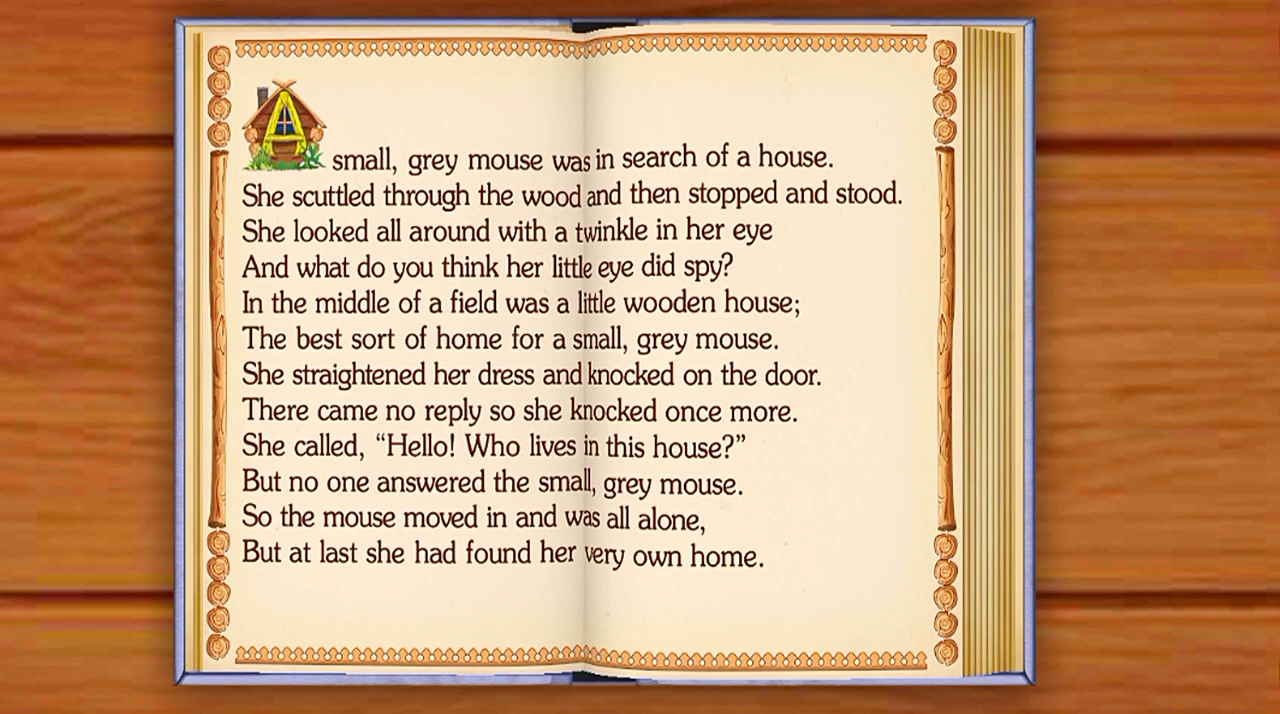 A small, grey mouse was in search of a house.
She scuttled through the wood and then stopped and stood.
She looked all around with a twinkle in her eye
And what do you think her little eye did spy?
In the middle of a field was a little wooden house;
The best sort of home for a small, grey mouse.
She straightened her dress and knocked on the door.
There came no reply so she knocked once more.
She called, “Hello! Who lives in this house?”
But no one answered the small, grey mouse.
So the mouse moved in and was all alone,
But at last she had found her very own home.